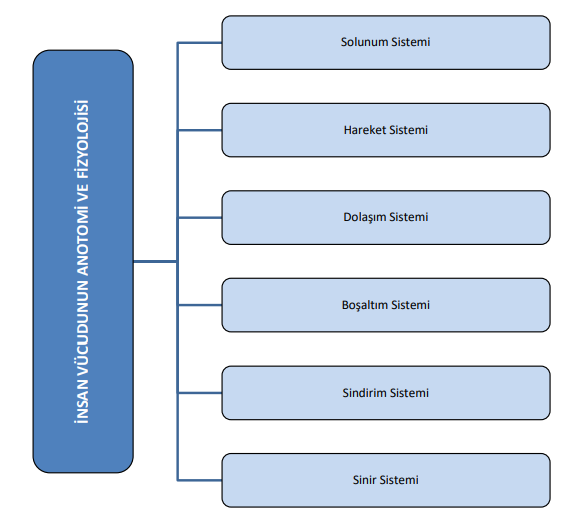 İNSAN VÜCUDUNUN ANOTOMİ VE FİZYOLOJİSİ
Solunum Sistemi
Hareket Sistemi
Dolaşım Sistemi
Boşaltım Sistemi
Sindirim Sistemi
Sinir Sistemi